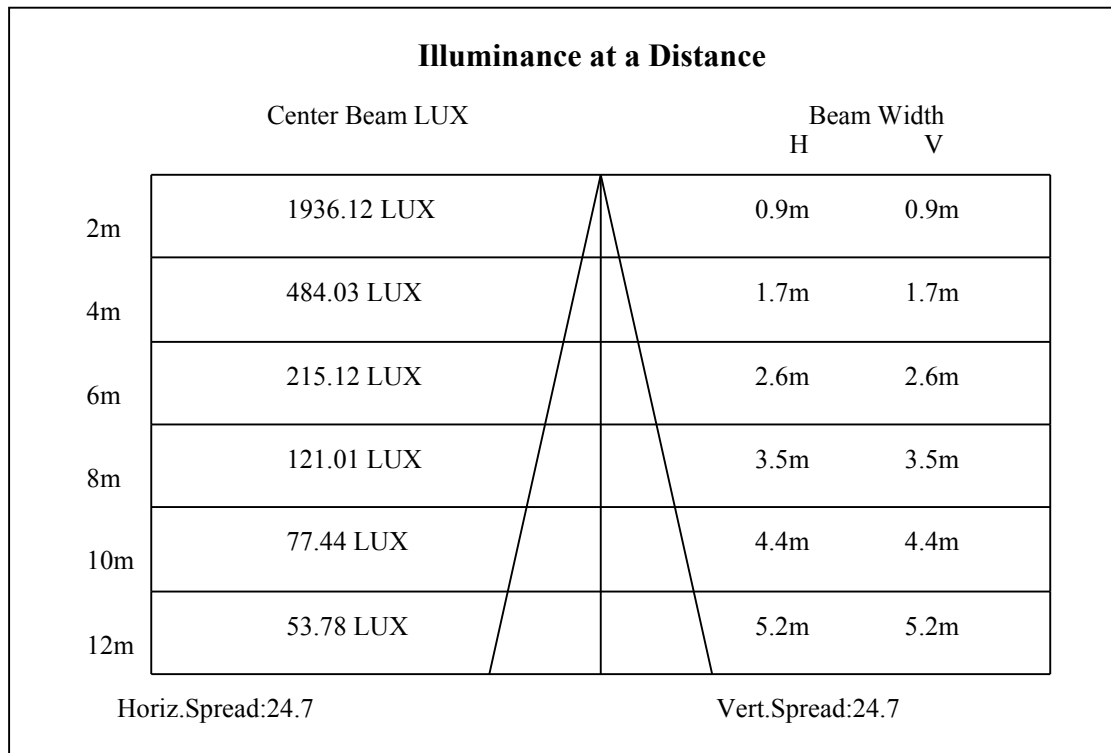 Illuminance at a Distance
Center Beam LUX Beam Width
H V
2m 1936.12 LUX 0.9m 0.9m
4m 484.03 LUX 1.7m 1.7m
6m 215.12 LUX 2.6m 2.6m
8m 121.01 LUX 3.5m 3.5m
10m 77.44 LUX 4.4m 4.4m
12m 53.78 LUX 5.2m 5.2m
Horiz.Spread:24.7 Vert.Spread:24.7